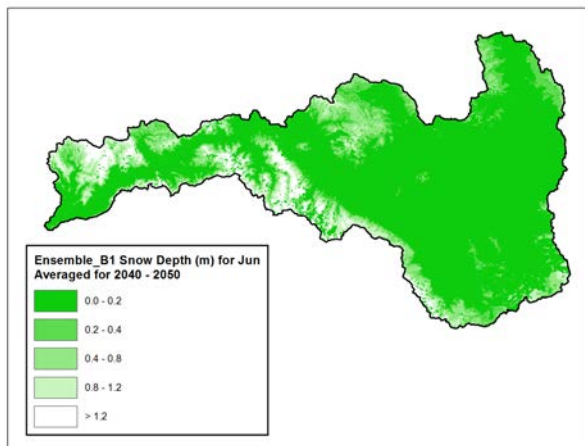 Ensemble_B1 Snow Depth (m) for Jun
Averaged for 2040 - 2050
0.0 - 0.2
0.2 - 0.4
0.4 - 0.8
0.8 - 1.2
> 1.2